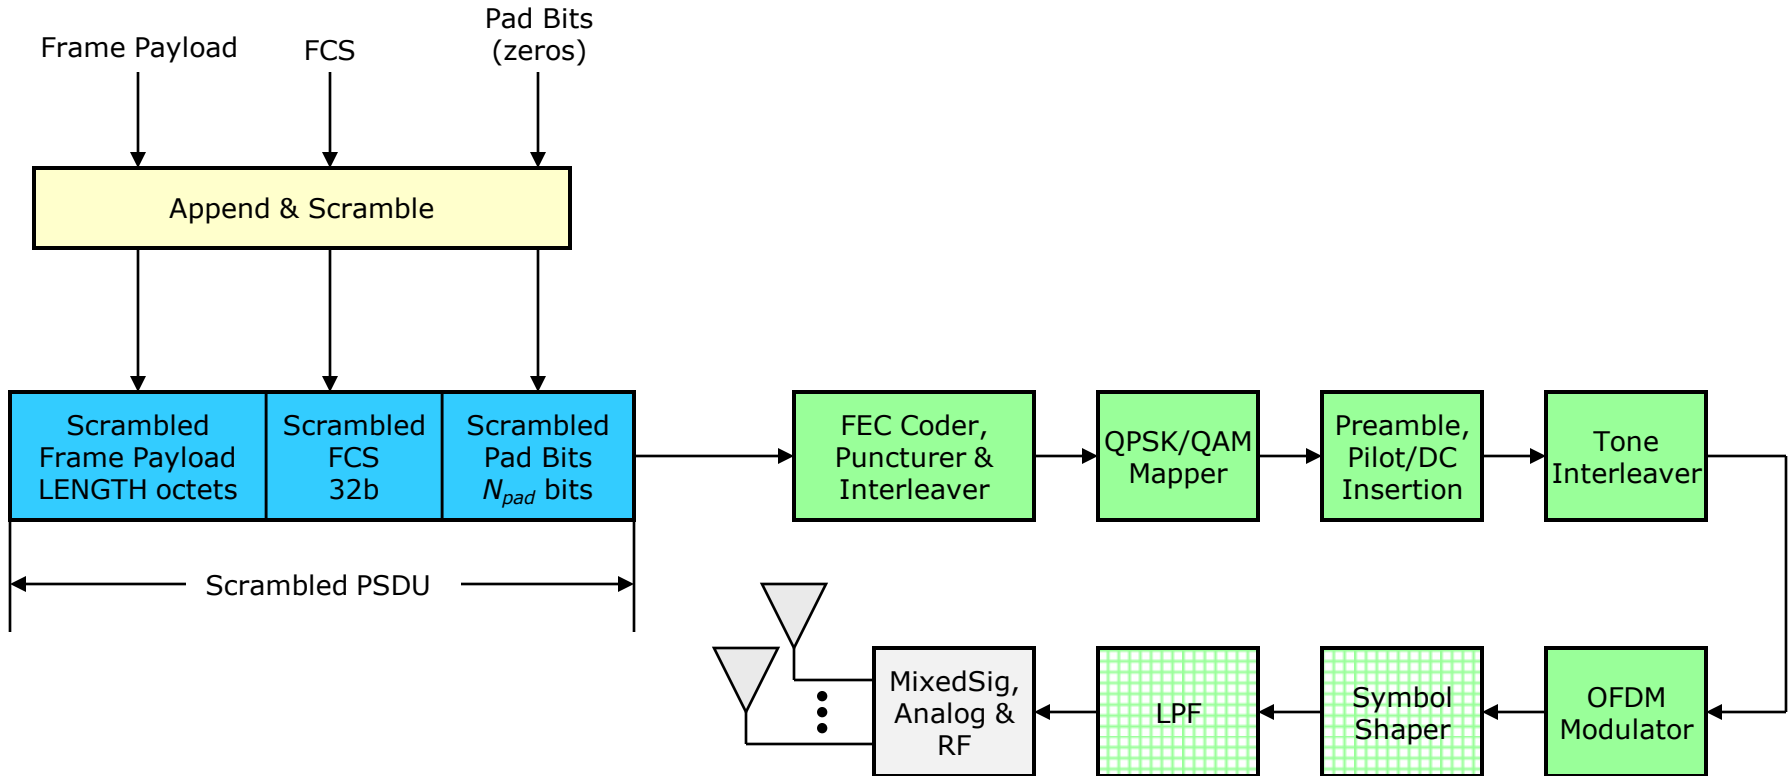 Frame Payload
FCS
Pad Bits
(zeros)
Append & Scramble
Scrambled
Frame Payload
LENGTH octets
Scrambled
FCS
32b
Scrambled
Pad Bits
N_pad bits
FEC Coder,
Puncturer &
Interleaver
QPSK/QAM
Mapper
Preamble,
Pilot/DC
Insertion
Tone
Interleaver
Scrambled PSDU
MixedSig,
Analog &
RF
LPF
Symbol
Shaper
OFDM
Modulator